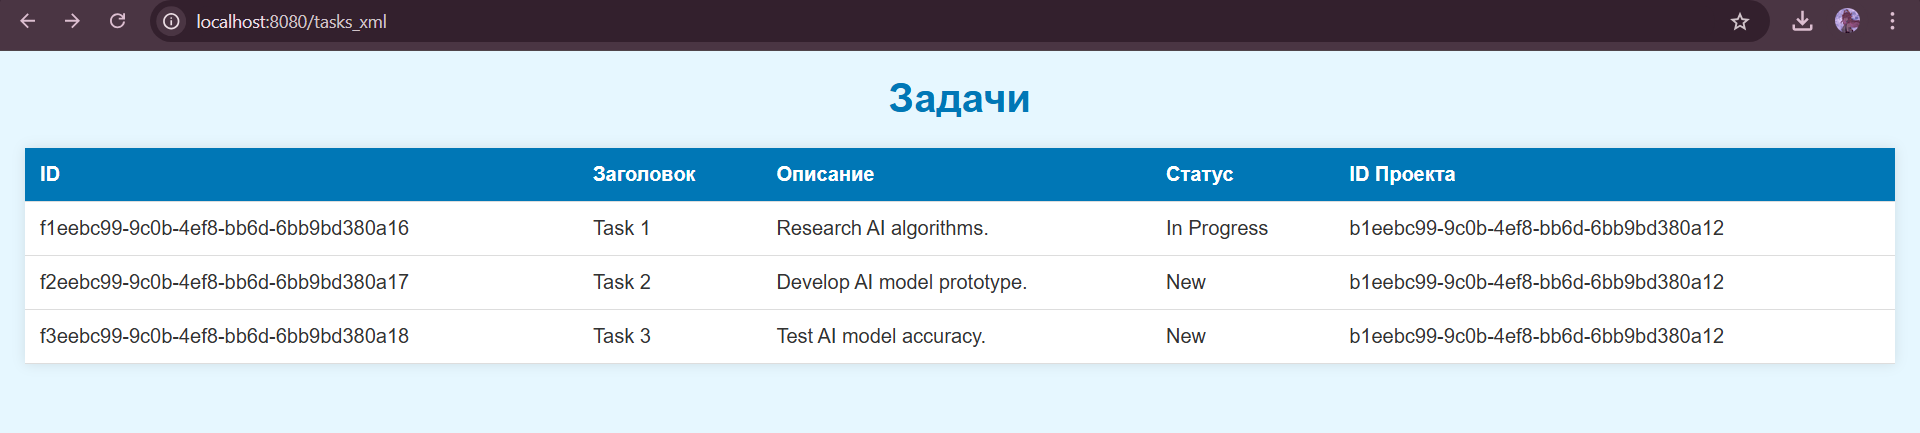 localhost:8080/tasks_xml
Задачи
ID Заголовок Описание Статус ID Проекта
f1eebc99-9c0b-4ef8-bb6d-6bb9bd380a16 Task 1 Research AI algorithms. In Progress b1eebc99-9c0b-4ef8-bb6d-6bb9bd380a12
f2eebc99-9c0b-4ef8-bb6d-6bb9bd380a17 Task 2 Develop AI model prototype. New b1eebc99-9c0b-4ef8-bb6d-6bb9bd380a12
f3eebc99-9c0b-4ef8-bb6d-6bb9bd380a18 Task 3 Test AI model accuracy. New b1eebc99-9c0b-4ef8-bb6d-6bb9bd380a12